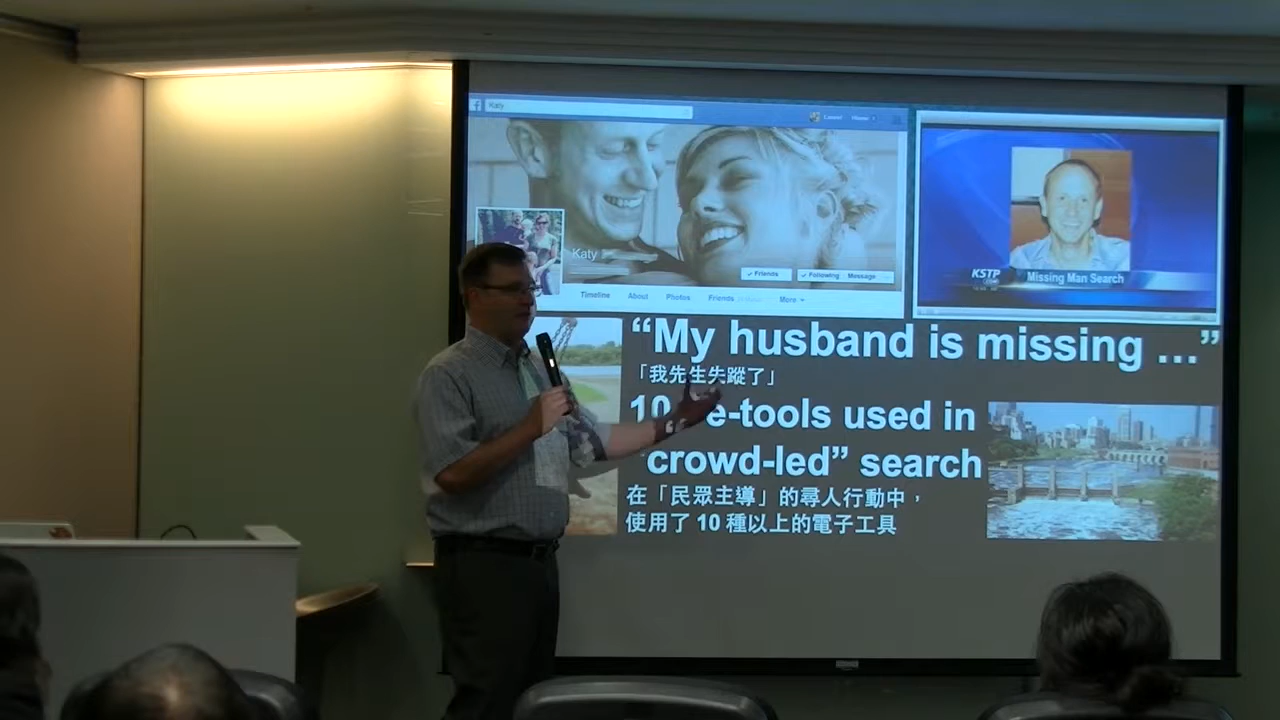 Katy
Home
Katy
Friends
Following
Message
Timeline
About
Photos
Friends
More
KSTP
Missing Man Search
“My husband is missing ...”
「我先生失蹤了」
10 e-tools used in
“crowd-led” search
在「民眾主導」的尋人行動中，
使用了 10 種以上的電子工具